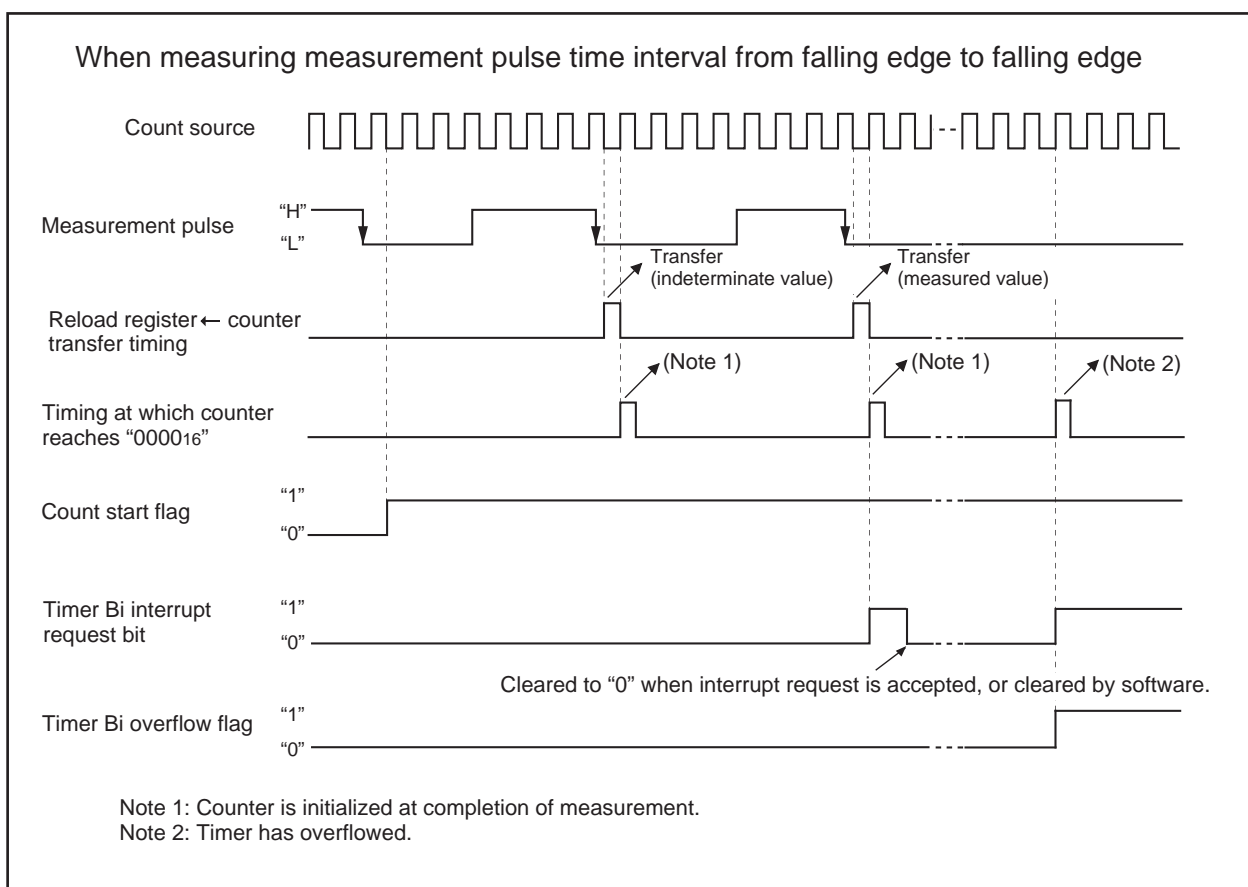 When measuring measurement pulse time interval from falling edge to falling edge
Count source
Measurement pulse
“H”
“L”
Transfer
(indeterminate value)
Transfer
(measured value)
Reload register ← counter
transfer timing
(Note 1)
(Note 1)
(Note 2)
Timing at which counter
reaches “000016”
Count start flag
“1”
“0”
Timer Bi interrupt
request bit
“1”
“0”
Cleared to “0” when interrupt request is accepted, or cleared by software.
Timer Bi overflow flag
“1”
“0”
Note 1: Counter is initialized at completion of measurement.
Note 2: Timer has overflowed.